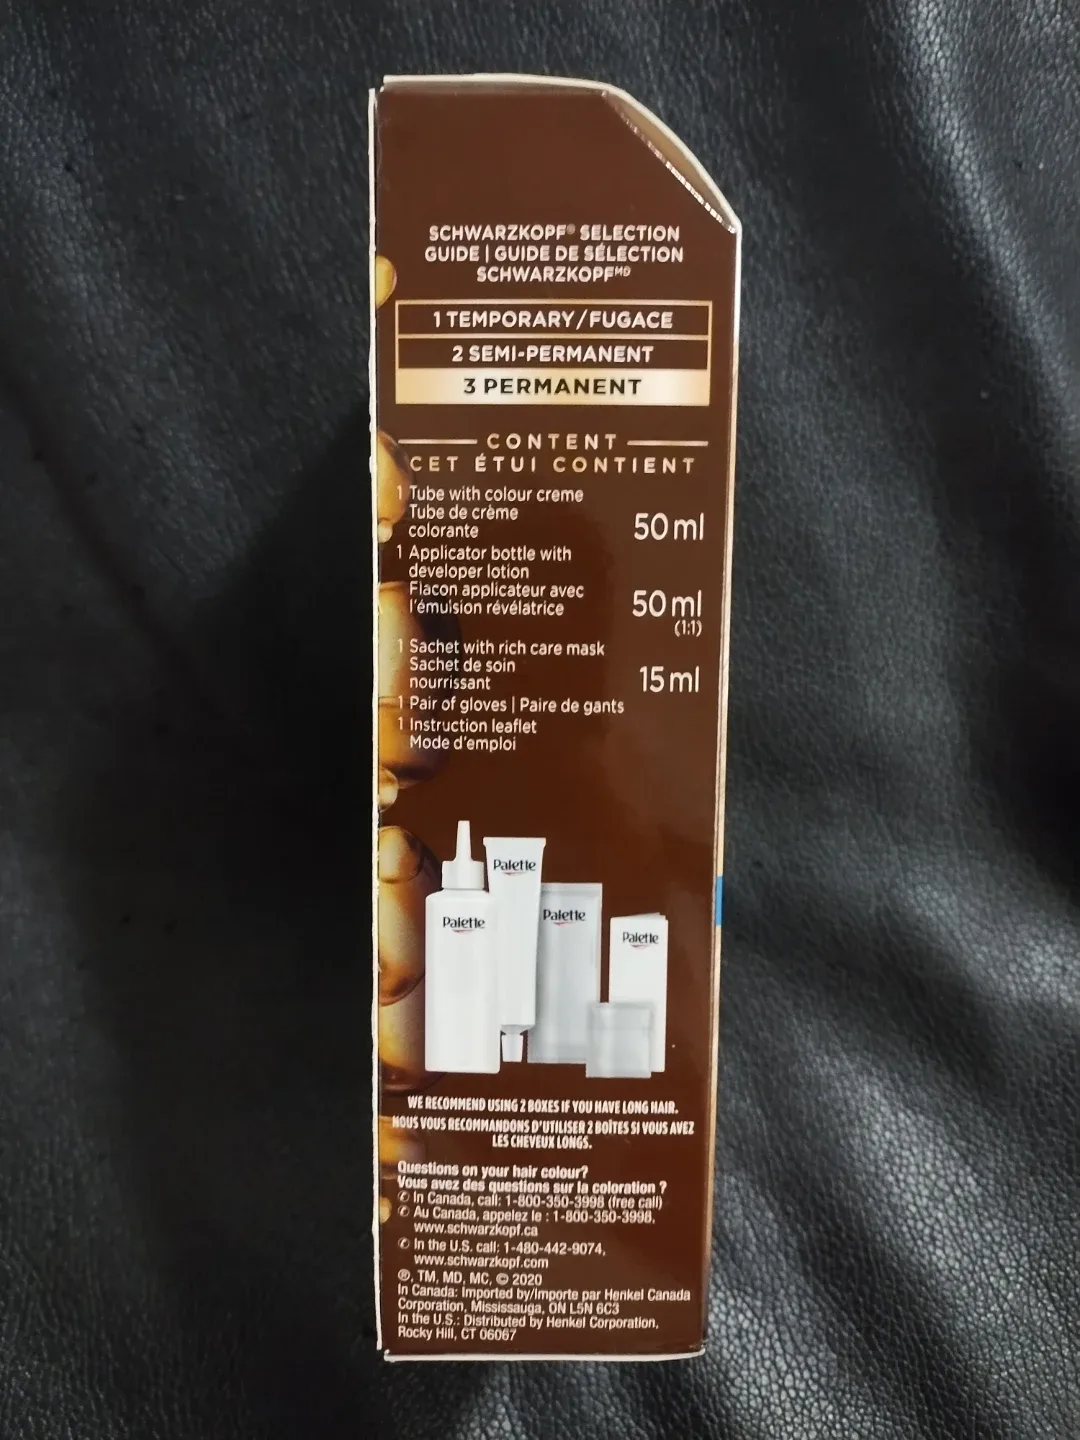 SCHWARZKOPF® SELECTION
GUIDE | GUIDE DE SÉLECTION
SCHWARZKOPFMD
1 TEMPORARY/FUGACE
2 SEMI-PERMANENT
3 PERMANENT
CONTENT
CET ÉTUI CONTIENT
1 Tube with colour creme
Tube de crème
colorante 50 ml
1 Applicator bottle with
developer lotion
Flacon applicateur avec
l'émulsion révélatrice 50 ml
(1:1)
1 Sachet with rich care mask
Sachet de soin
nourrissant 15 ml
1 Pair of gloves | Paire de gants
1 Instruction leaflet
Mode d'emploi
Palette
Palette
Palette
Palette
WE RECOMMEND USING 2 BOXES IF YOU HAVE LONG HAIR.
NOUS VOUS RECOMMANDONS D'UTILISER 2 BOÎTES SI VOUS AVEZ
LES CHEVEUX LONGS.
Questions on your hair colour?
Vous avez des questions sur la coloration ?
✆ In Canada, call: 1-800-350-3998 (free call)
✆ Au Canada, appelez le : 1-800-350-3998,
www.schwarzkopf.ca
✆ In the U.S. call: 1-480-442-9074,
www.schwarzkopf.com
®, TM, MD, MC, © 2020
In Canada: Imported by/Importe par Henkel Canada
Corporation, Mississauga, ON L5N 6C3
In the U.S.: Distributed by Henkel Corporation,
Rocky Hill, CT 06067